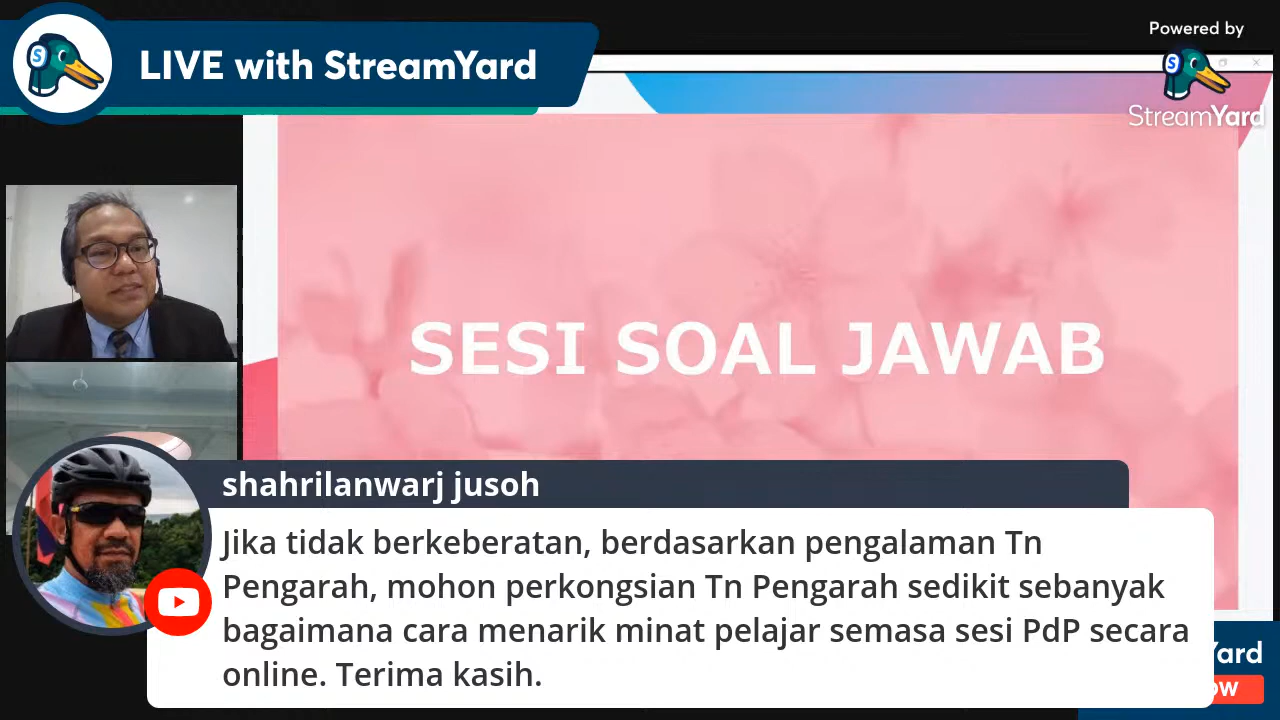 LIVE with StreamYard
Powered by
StreamYard
SESI SOAL JAWAB
shahrilanwarj jusoh
Jika tidak berkeberatan, berdasarkan pengalaman Tn
Pengarah, mohon perkongsian Tn Pengarah sedikit sebanyak
bagaimana cara menarik minat pelajar semasa sesi PdP secara
online. Terima kasih.